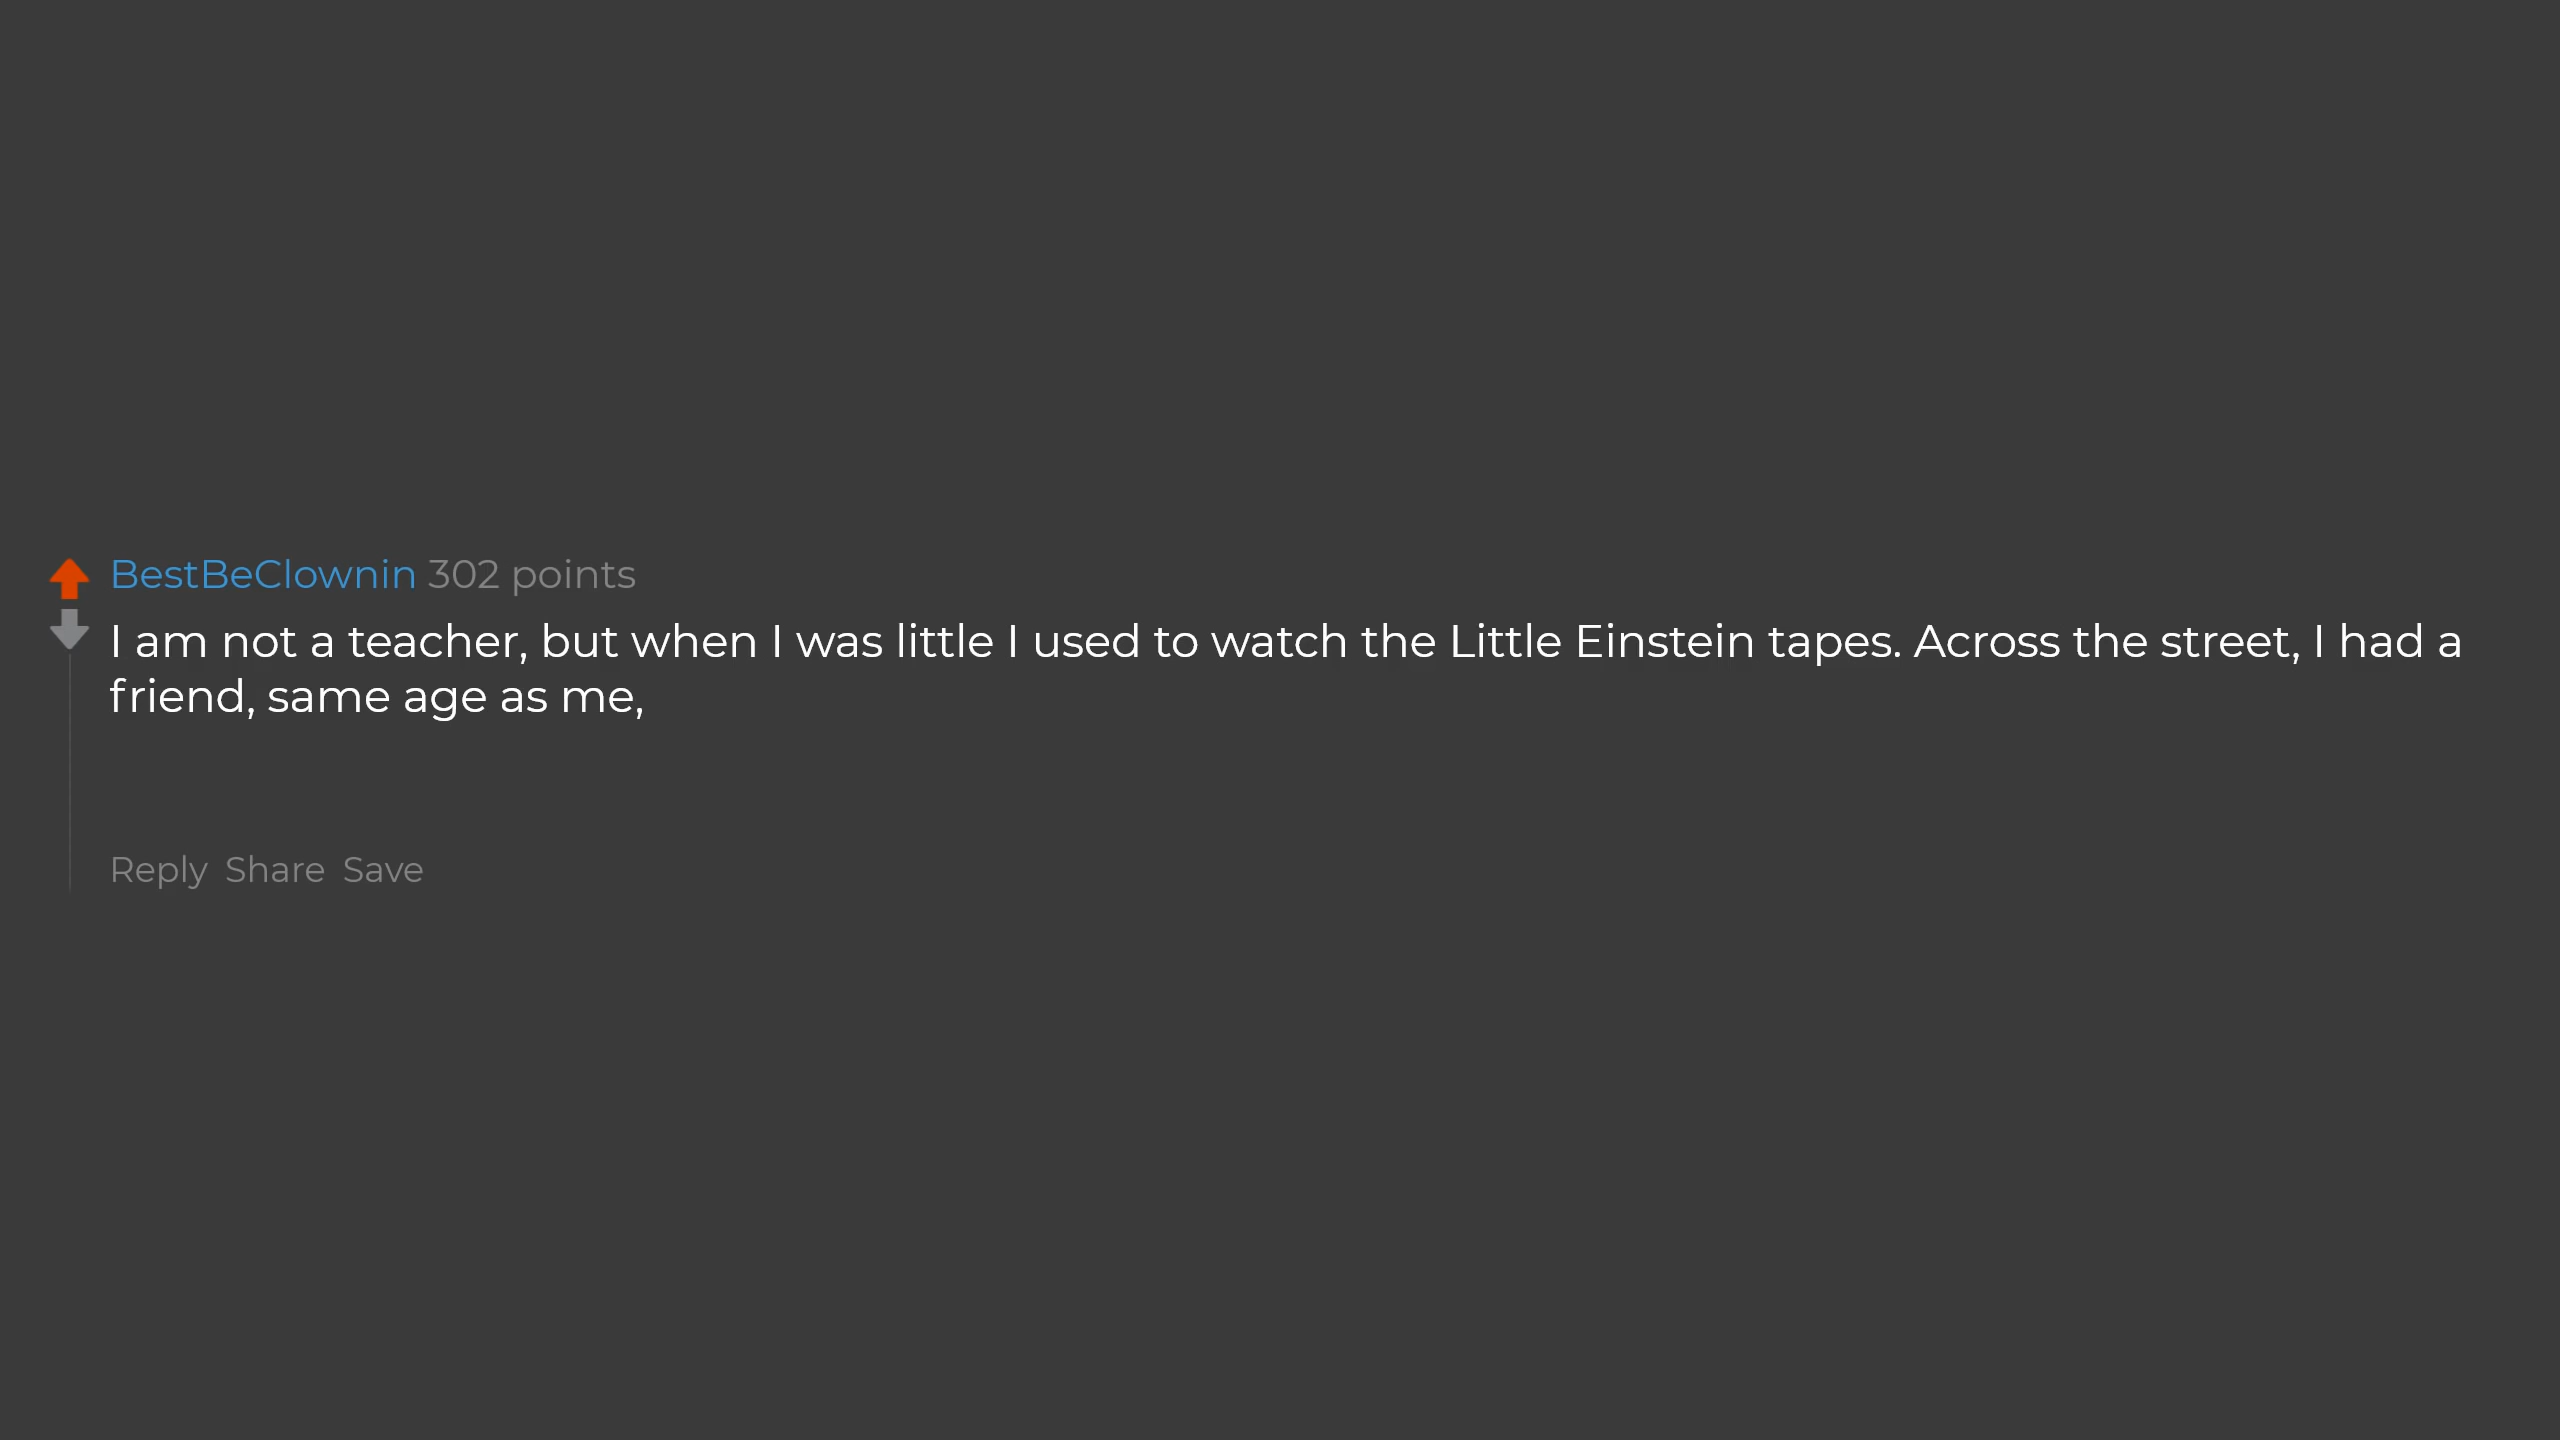 BestBeClownin 302 points
I am not a teacher, but when I was little I used to watch the Little Einstein tapes. Across the street, I had a
friend, same age as me,
Reply Share Save